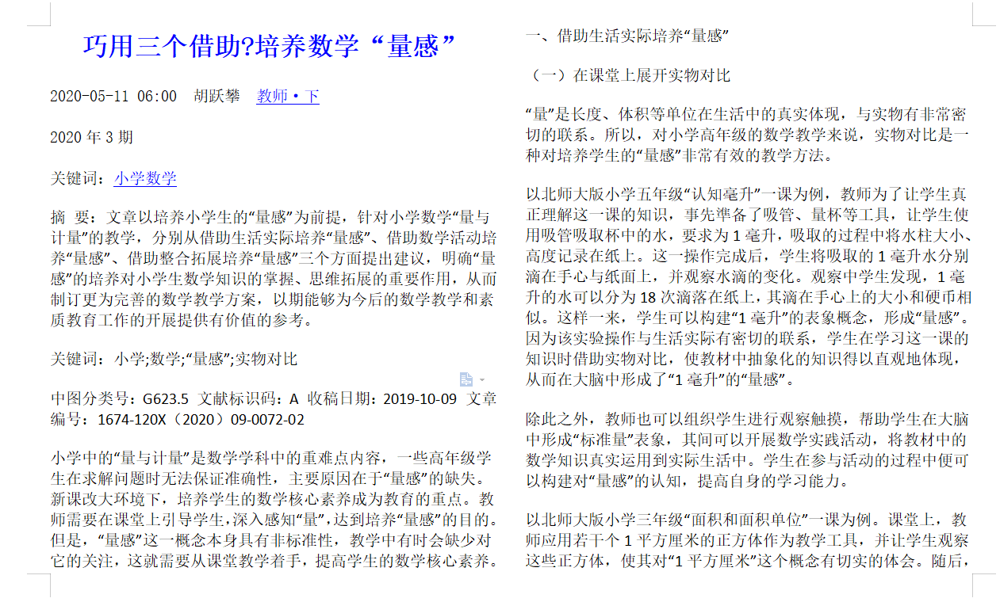 巧用三个借助?培养数学“量感”
2020-05-11 06:00 胡跃攀 教师·下
2020 年 3 期
关键词：小学数学
摘 要：文章以培养小学生的“量感”为前提，针对小学数学“量与
计量”的教学，分别从借助生活实际培养“量感”、借助数学活动培
养“量感”、借助整合拓展培养“量感”三个方面提出建议，明确“量
感”的培养对小学生数学知识的掌握、思维拓展的重要作用，从而
制订更为完善的数学教学方案，以期能够为今后的数学教学和素
质教育工作的开展提供有价值的参考。
关键词：小学;数学;“量感”;实物对比
中图分类号：G623.5 文献标识码：A 收稿日期：2019-10-09 文章
编号：1674-120X（2020）09-0072-02
小学中的“量与计量”是数学学科中的重难点内容，一些高年级学
生在求解问题时无法保证准确性，主要原因在于“量感”的缺失。
新课改大环境下，培养学生的数学核心素养成为教育的重点。教
师需要在课堂上引导学生，深入感知“量”，达到培养“量感”的目的。
但是，“量感”这一概念本身具有非标准性，教学中有时会缺少对
它的关注，这就需要从课堂教学着手，提高学生的数学核心素养。
一、借助生活实际培养“量感”
（一）在课堂上展开实物对比
“量”是长度、体积等单位在生活中的真实体现，与实物有非常密
切的联系。所以，对小学高年级的数学教学来说，实物对比是一
种对培养学生的“量感”非常有效的教学方法。
以北师大版小学五年级“认知毫升”一课为例，教师为了让学生真
正理解这一课的知识，事先準备了吸管、量杯等工具，让学生使
用吸管吸取杯中的水，要求为 1 毫升，吸取的过程中将水柱大小、
高度记录在纸上。这一操作完成后，学生将吸取的 1 毫升水分别
滴在手心与纸面上，并观察水滴的变化。观察中学生发现，1 毫
升的水可以分为 18 次滴落在纸上，其滴在手心上的大小和硬币相
似。这样一来，学生可以构建“1 毫升”的表象概念，形成“量感”。
因为该实验操作与生活实际有密切的联系，学生在学习这一课的
知识时借助实物对比，使教材中抽象化的知识得以直观地体现，
从而在大脑中形成了“1 毫升”的“量感”。
除此之外，教师也可以组织学生进行观察触摸，帮助学生在大脑
中形成“标准量”表象，其间可以开展数学实践活动，将教材中的
数学知识真实运用到实际生活中。学生在参与活动的过程中便可
以构建对“量感”的认知，提高自身的学习能力。
以北师大版小学三年级“面积和面积单位”一课为例。课堂上，教
师应用若干个 1 平方厘米的正方体作为教学工具，并让学生观察
这些正方体，使其对“1 平方厘米”这个概念有切实的体会。随后，